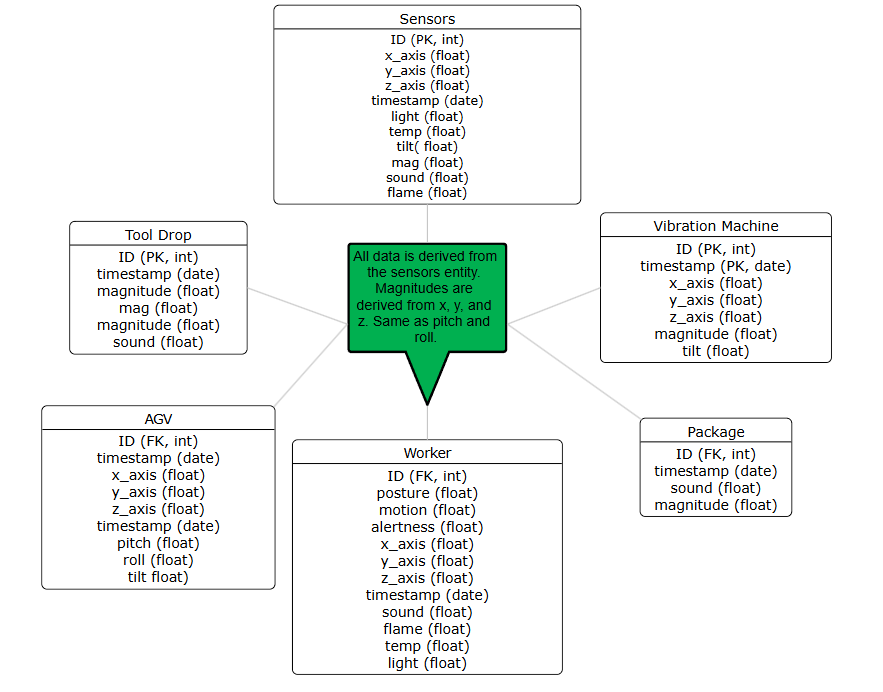 Sensors
ID (PK, int)
x_axis (float)
y_axis (float)
z_axis (float)
timestamp (date)
light (float)
temp (float)
tilt( float)
mag (float)
sound (float)
flame (float)
Tool Drop
ID (PK, int)
timestamp (date)
magnitude (float)
mag (float)
magnitude (float)
sound (float)
All data is derived from
the sensors entity.
Magnitudes are
derived from x, y, and
z. Same as pitch and
roll.
Vibration Machine
ID (PK, int)
timestamp (PK, date)
x_axis (float)
y_axis (float)
z_axis (float)
magnitude (float)
tilt (float)
AGV
ID (FK, int)
timestamp (date)
x_axis (float)
y_axis (float)
z_axis (float)
timestamp (date)
pitch (float)
roll (float)
tilt float)
Worker
ID (FK, int)
posture (float)
motion (float)
alertness (float)
x_axis (float)
y_axis (float)
z_axis (float)
timestamp (date)
sound (float)
flame (float)
temp (float)
light (float)
Package
ID (FK, int)
timestamp (date)
sound (float)
magnitude (float)